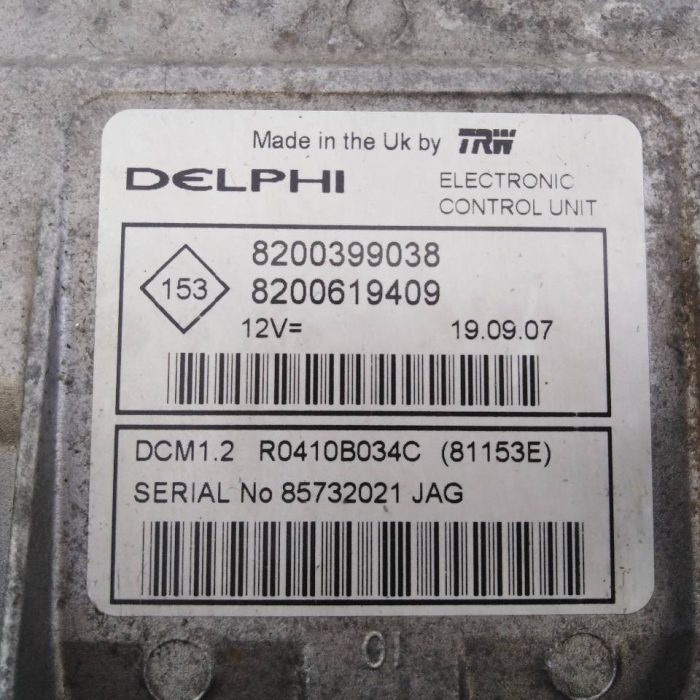 Made in the Uk by TRW
DELPHI
ELECTRONIC
CONTROL UNIT
153
8200399038
8200619409
12V=
19.09.07
DCM1.2 R0410B034C (81153E)
SERIAL No 85732021 JAG
01